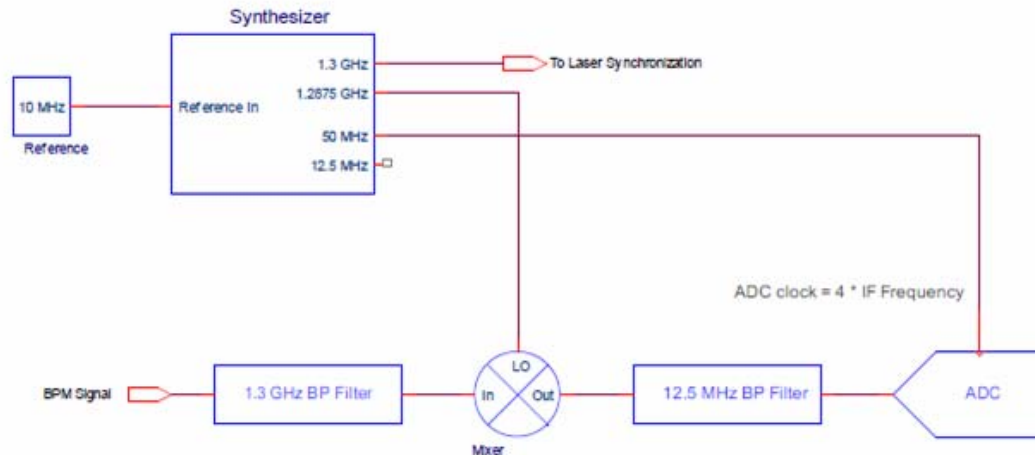 Synthesizer
1.3 GHz
To Laser Synchronization
1.2875 GHz
10 MHz
Reference In
Reference
50 MHz
12.5 MHz
ADC clock = 4 * IF Frequency
BPM Signal
1.3 GHz BP Filter
LO
In
Out
Mixer
12.5 MHz BP Filter
ADC